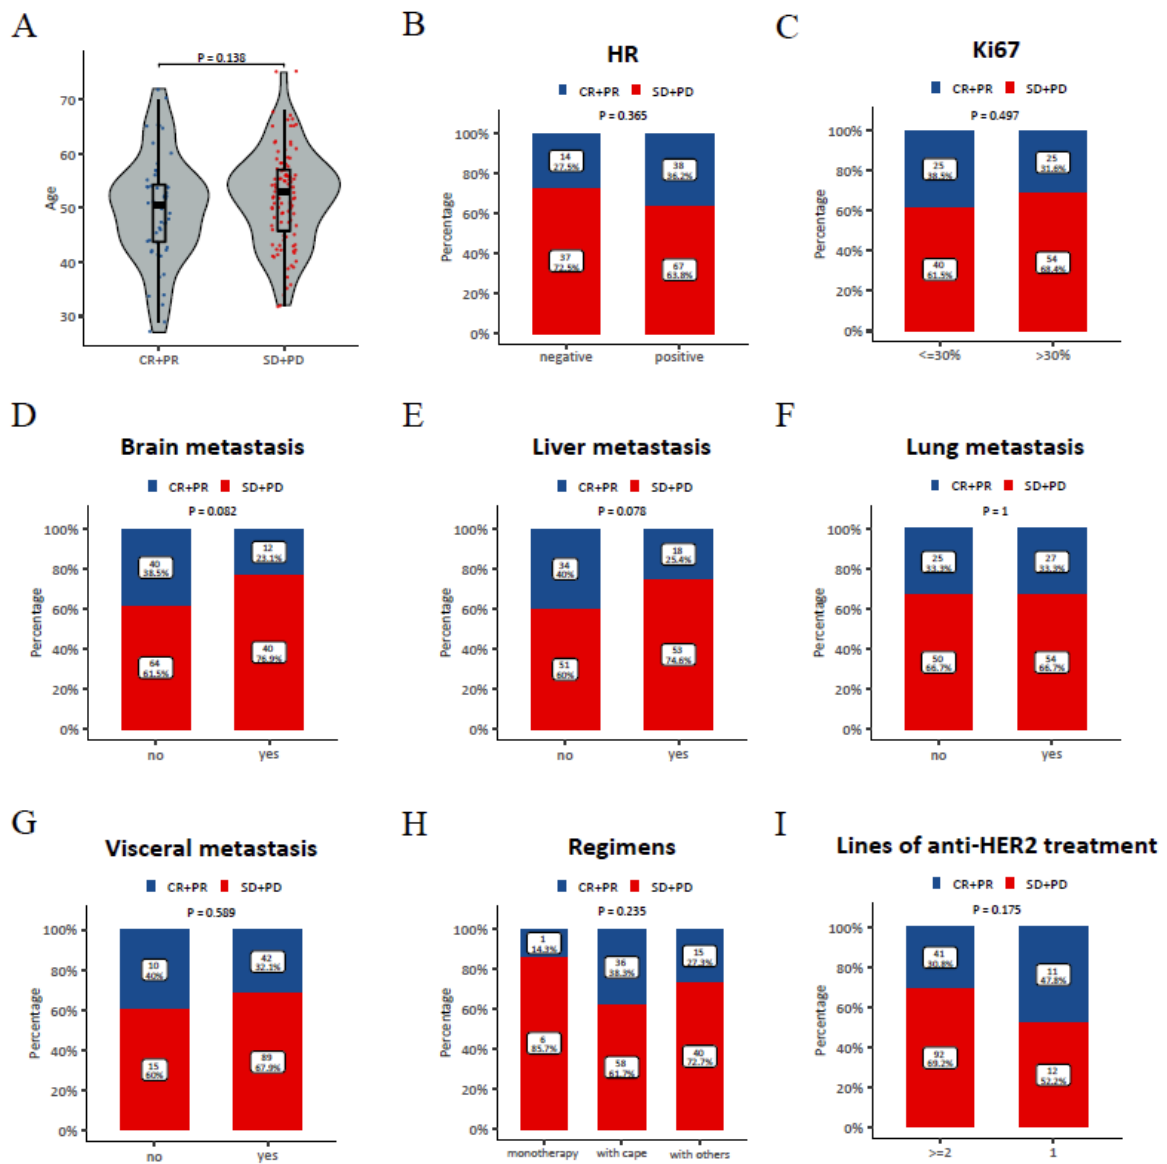 A
P = 0.138
Age
70
60
50
40
30
CR+PR SD+PD
B
HR
CR+PR SD+PD
P = 0.365
Percentage
100%
80%
60%
40%
20%
0%
14
27.5%
38
36.2%
37
72.5%
67
63.8%
negative positive
C
Ki67
CR+PR SD+PD
P = 0.497
Percentage
100%
80%
60%
40%
20%
0%
25
38.5%
25
31.6%
40
61.5%
54
68.4%
<=30% >30%
D
Brain metastasis
CR+PR SD+PD
P = 0.082
Percentage
100%
80%
60%
40%
20%
0%
40
38.5%
12
23.1%
64
61.5%
40
76.9%
no yes
E
Liver metastasis
CR+PR SD+PD
P = 0.078
Percentage
100%
80%
60%
40%
20%
0%
34
40%
18
25.4%
51
60%
53
74.6%
no yes
F
Lung metastasis
CR+PR SD+PD
P = 1
Percentage
100%
80%
60%
40%
20%
0%
25
33.3%
27
33.3%
50
66.7%
54
66.7%
no yes
G
Visceral metastasis
CR+PR SD+PD
P = 0.589
Percentage
100%
80%
60%
40%
20%
0%
10
40%
42
32.1%
15
60%
89
67.9%
no yes
H
Regimens
CR+PR SD+PD
P = 0.235
Percentage
100%
80%
60%
40%
20%
0%
1
14.3%
36
38.3%
15
27.3%
6
85.7%
58
61.7%
40
72.7%
monotherapy with cape with others
I
Lines of anti-HER2 treatment
CR+PR SD+PD
P = 0.175
Percentage
100%
80%
60%
40%
20%
0%
41
30.8%
11
47.8%
92
69.2%
12
52.2%
>=2 1